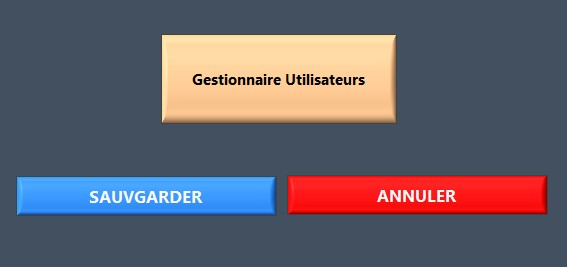 Gestionnaire Utilisateurs
SAUVGARDER
ANNULER